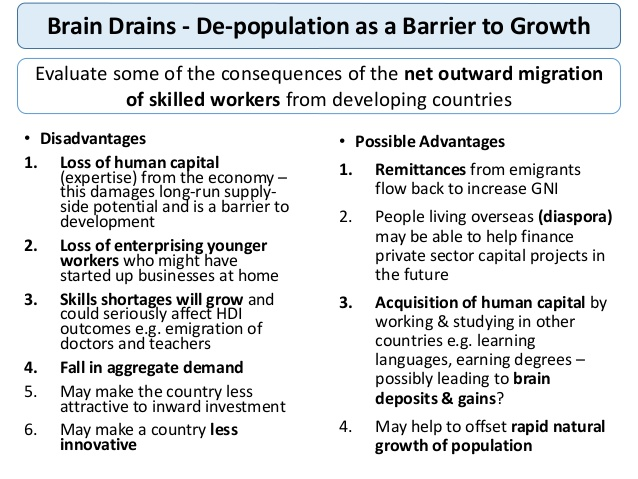 Brain Drains - De-population as a Barrier to Growth
Evaluate some of the consequences of the net outward migration
of skilled workers from developing countries
• Disadvantages
1. Loss of human capital
(expertise) from the economy –
this damages long-run supply-
side potential and is a barrier to
development
2. Loss of enterprising younger
workers who might have
started up businesses at home
3. Skills shortages will grow and
could seriously affect HDI
outcomes e.g. emigration of
doctors and teachers
4. Fall in aggregate demand
5. May make the country less
attractive to inward investment
6. May make a country less
innovative
• Possible Advantages
1. Remittances from emigrants
flow back to increase GNI
2. People living overseas (diaspora)
may be able to help finance
private sector capital projects in
the future
3. Acquisition of human capital by
working & studying in other
countries e.g. learning
languages, earning degrees –
possibly leading to brain
deposits & gains?
4. May help to offset rapid natural
growth of population